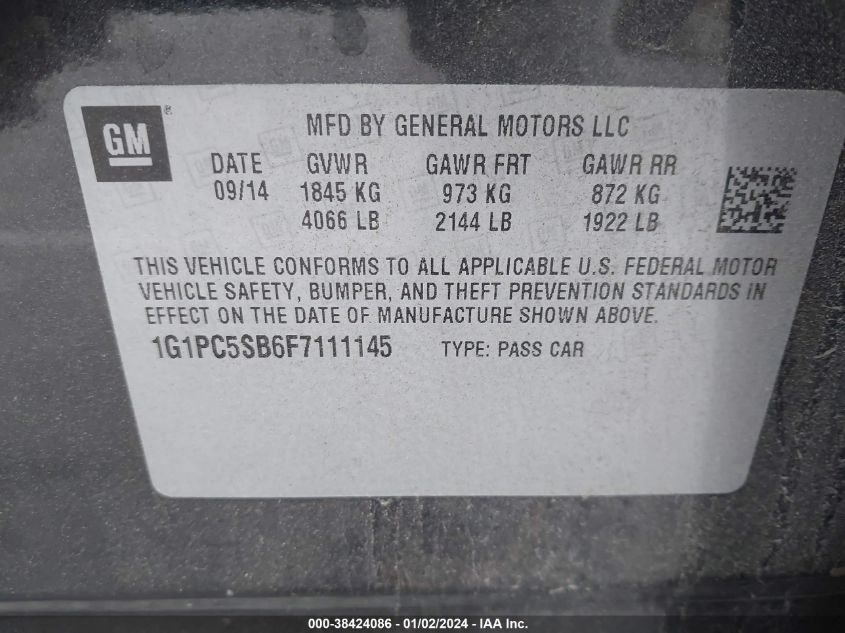 GM ®
MFD BY GENERAL MOTORS LLC
DATE GVWR GAWR FRT GAWR RR
09/14 1845 KG 973 KG 872 KG
4066 LB 2144 LB 1922 LB
THIS VEHICLE CONFORMS TO ALL APPLICABLE U.S. FEDERAL MOTOR
VEHICLE SAFETY, BUMPER, AND THEFT PREVENTION STANDARDS IN
EFFECT ON THE DATE OF MANUFACTURE SHOWN ABOVE.
1G1PC5SB6F7111145 TYPE: PASS CAR
000-38424086 - 01/02/2024 - IAA Inc.